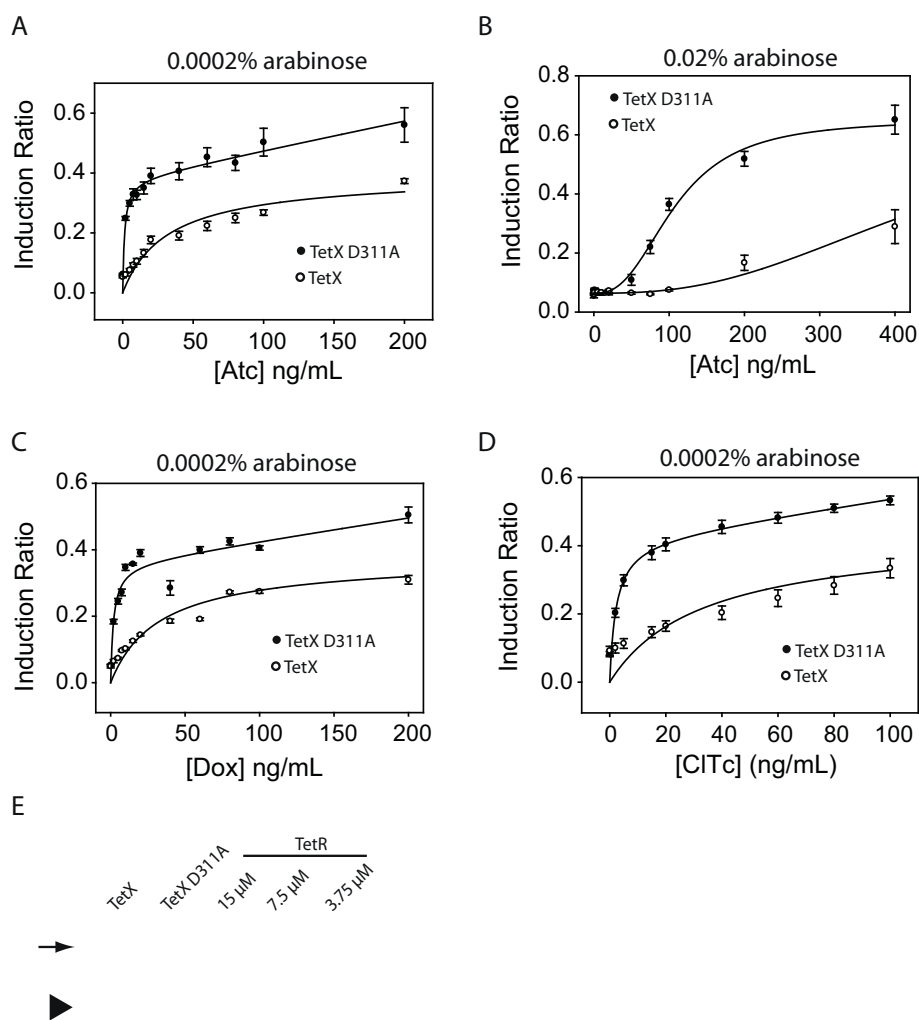 A
0.0002% arabinose
Induction Ratio
0.6
0.4
0.2
0.0
TetX D311A
TetX
0 50 100 150 200
[Atc] ng/mL
B
0.02% arabinose
Induction Ratio
0.8
0.6
0.4
0.2
0.0
TetX D311A
TetX
0 100 200 300 400
[Atc] ng/mL
C
0.0002% arabinose
Induction Ratio
0.6
0.4
0.2
0.0
TetX D311A
TetX
0 50 100 150 200
[Dox] ng/mL
D
0.0002% arabinose
Induction Ratio
0.6
0.4
0.2
0.0
TetX D311A
TetX
0 20 40 60 80 100
[ClTc] (ng/mL)
E
TetR
TetX TetX D311A 15 µM 7.5 µM 3.75 µM